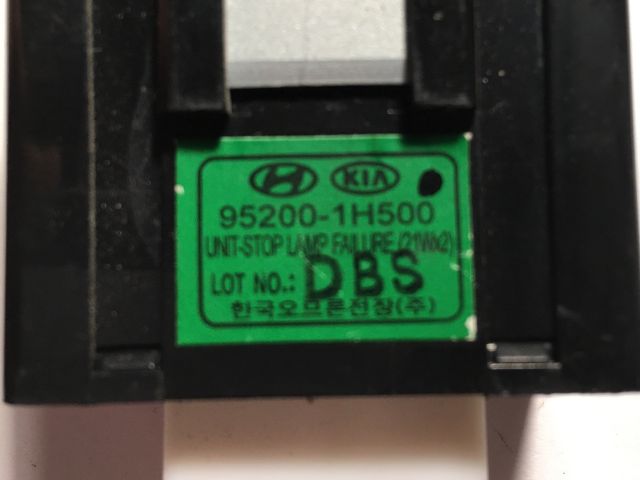 KIA
95200-1H500
UNIT-STOP LAMP FAILURE (21Wx2)
LOT NO.: DBS
한국오므론전장(주)